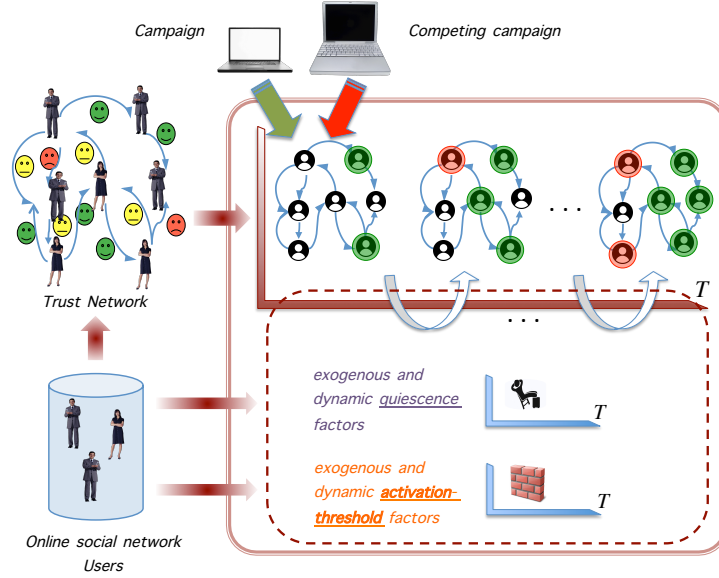 Campaign
Competing campaign
Trust Network
T
. . .
. . .
exogenous and
dynamic quiescence
factors
T
exogenous and
dynamic activation-
threshold factors
T
Online social network
Users